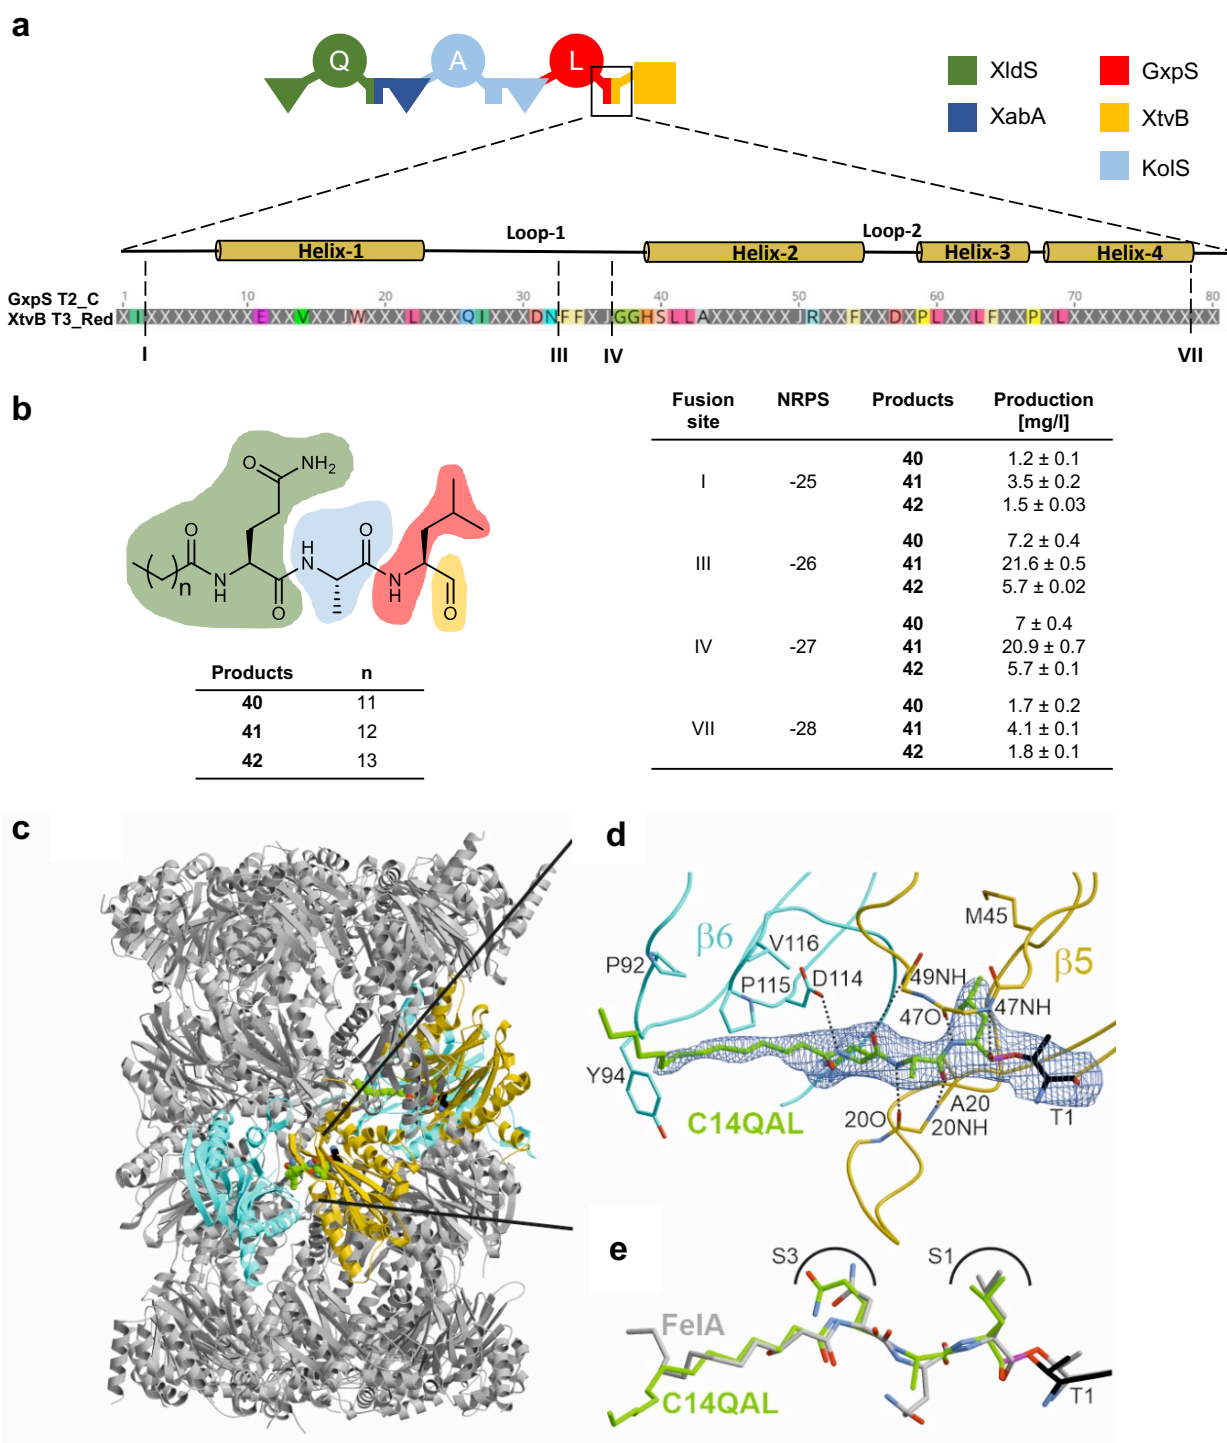 a
Q
A
L
XldS
XabA
GxpS
XtvB
KolS
Helix-1
Loop-1
Helix-2
Loop-2
Helix-3
Helix-4
1 10 20 30 40 50 60 70 80
GxpS T2_C
XtvB T3_Red
I
III
IV
VII
b
O
NH2
O
H
N
O
n
N
H
O
N
H
O
Products n
40 11
41 12
42 13
Fusion site NRPS Products Production [mg/l]
I -25 40 1.2 ± 0.1
41 3.5 ± 0.2
42 1.5 ± 0.03
III -26 40 7.2 ± 0.4
41 21.6 ± 0.5
42 5.7 ± 0.02
IV -27 40 7 ± 0.4
41 20.9 ± 0.7
42 5.7 ± 0.1
VII -28 40 1.7 ± 0.2
41 4.1 ± 0.1
42 1.8 ± 0.1
c
d
M45
β6
V116
β5
P92
P115
D114
49NH
47O
47NH
Y94
C14QAL
20O
20NH
A20
T1
e
S3
S1
FelA
C14QAL
T1